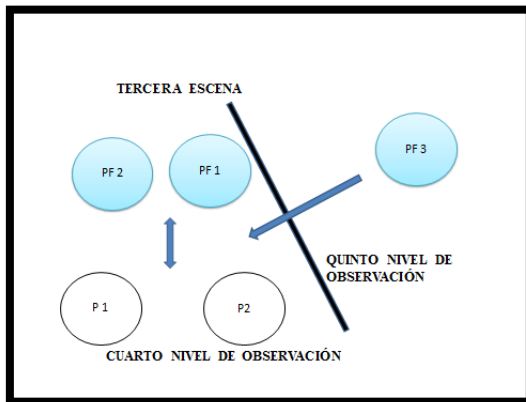 TERCERA ESCENA
PF 2
PF 1
PF 3
QUINTO NIVEL DE
OBSERVACIÓN
P 1
P2
CUARTO NIVEL DE OBSERVACIÓN